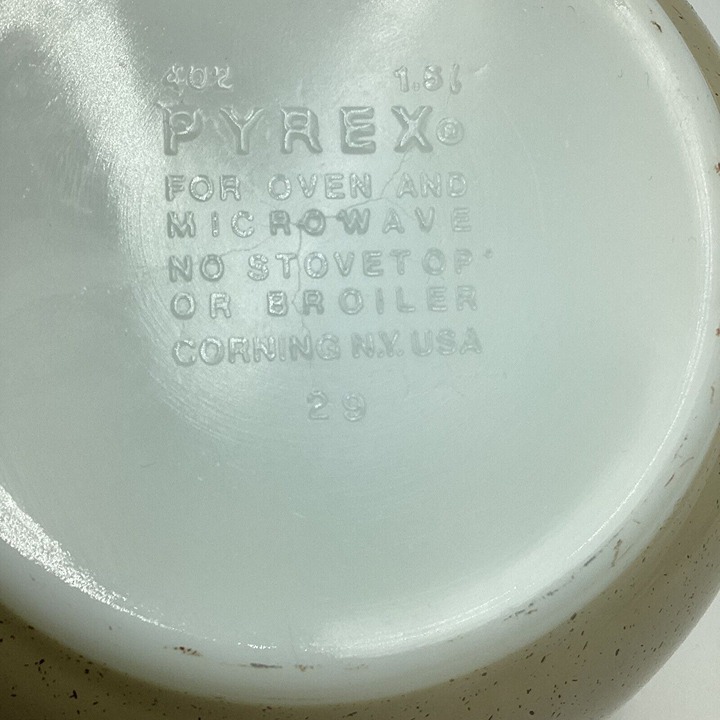 402 1.5ℓ
PYREX®
FOR OVEN AND
MICROWAVE
NO STOVETOP
OR BROILER
CORNING N.Y. USA
29